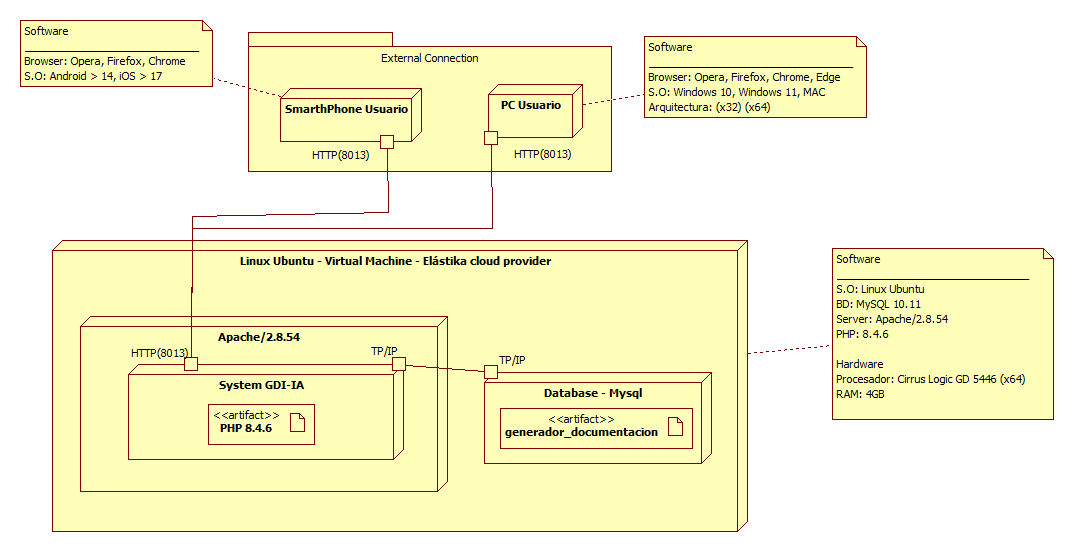 Software
Browser: Opera, Firefox, Chrome
S.O: Android > 14, iOS > 17
External Connection
SmarthPhone Usuario
HTTP(8013)
PC Usuario
HTTP(8013)
Software
Browser: Opera, Firefox, Chrome, Edge
S.O: Windows 10, Windows 11, MAC
Arquitectura: (x32) (x64)
Linux Ubuntu - Virtual Machine - Elástika cloud provider
Apache/2.8.54
HTTP(8013)
TP/IP
System GDI-IA
<<artifact>>
PHP 8.4.6
TP/IP
Database - Mysql
<<artifact>>
generador_documentacion
Software
S.O: Linux Ubuntu
BD: MySQL 10.11
Server: Apache/2.8.54
PHP: 8.4.6
Hardware
Procesador: Cirrus Logic GD 5446 (x64)
RAM: 4GB